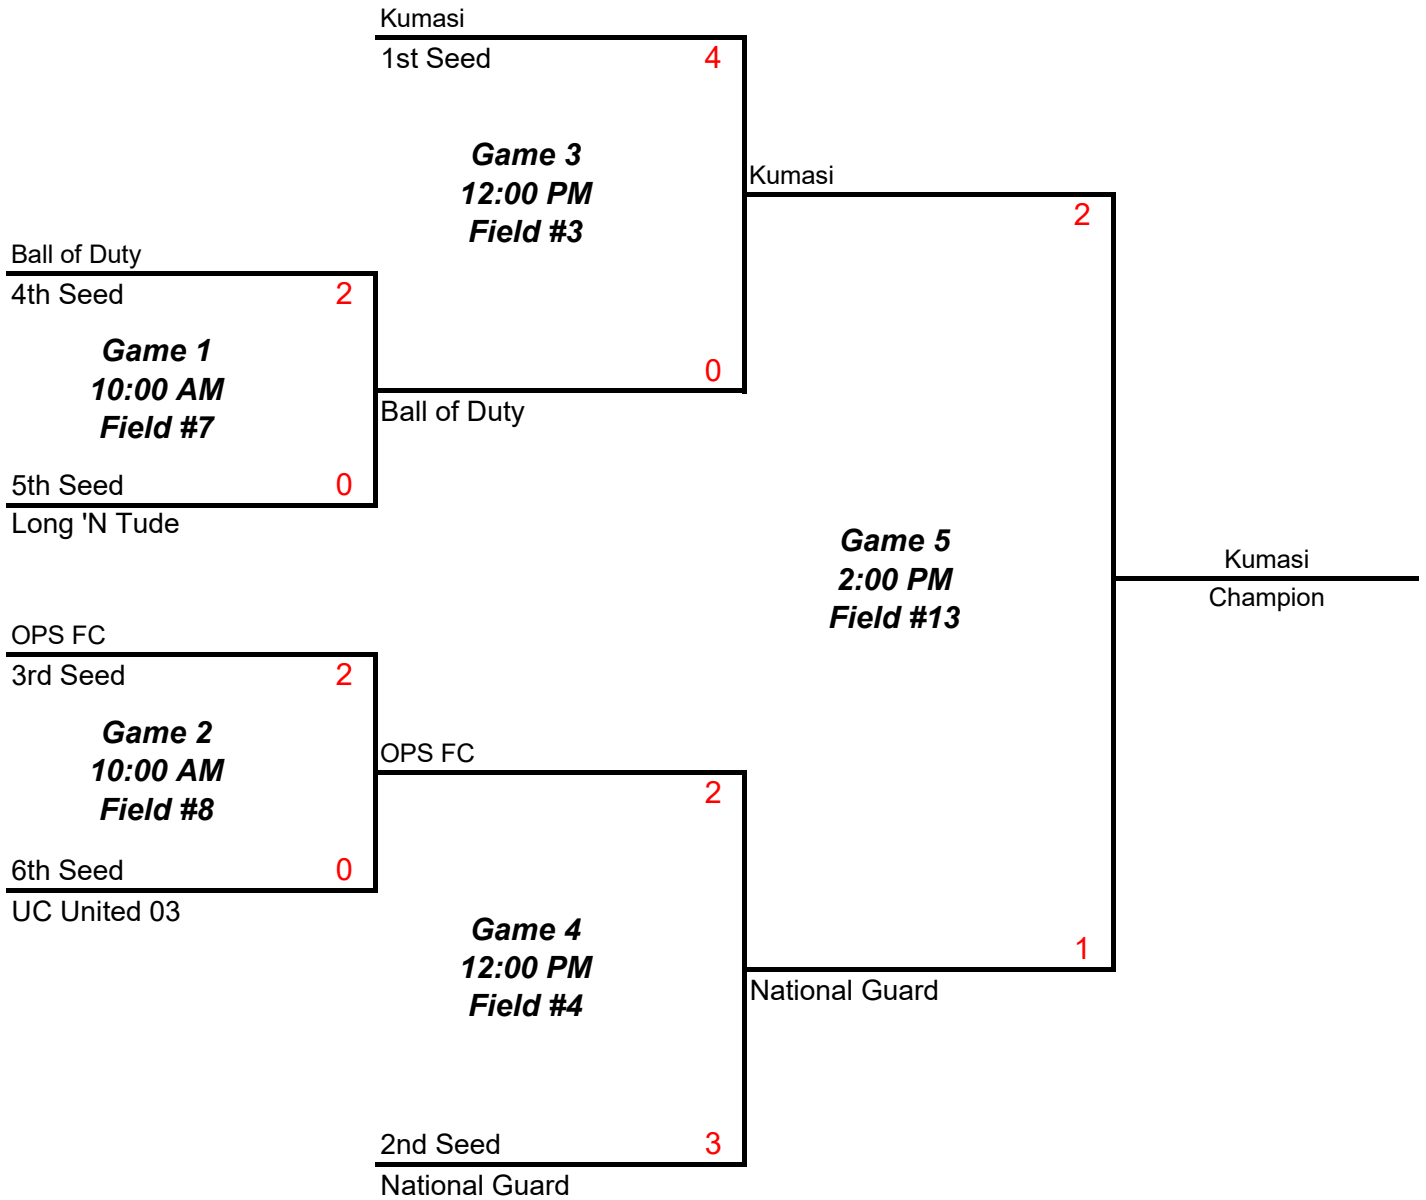 Kumasi
1st Seed 4
Game 3
12:00 PM
Field #3
Kumasi
2
Ball of Duty
4th Seed 2
Game 1
10:00 AM
Field #7
0
Ball of Duty
5th Seed 0
Long 'N Tude
Game 5
2:00 PM
Field #13
Kumasi
Champion
OPS FC
3rd Seed 2
Game 2
10:00 AM
Field #8
OPS FC
2
6th Seed 0
UC United 03
Game 4
12:00 PM
Field #4
1
National Guard
2nd Seed 3
National Guard